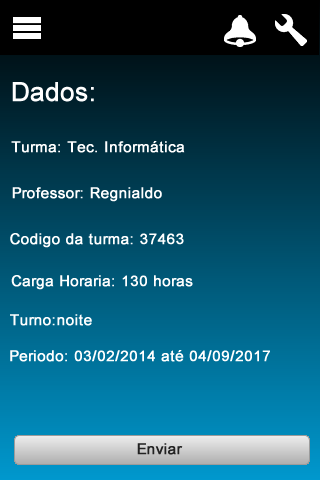 Dados:
Turma: Tec. Informática
Professor: Regnialdo
Codigo da turma: 37463
Carga Horaria: 130 horas
Turno:noite
Periodo: 03/02/2014 até 04/09/2017
Enviar